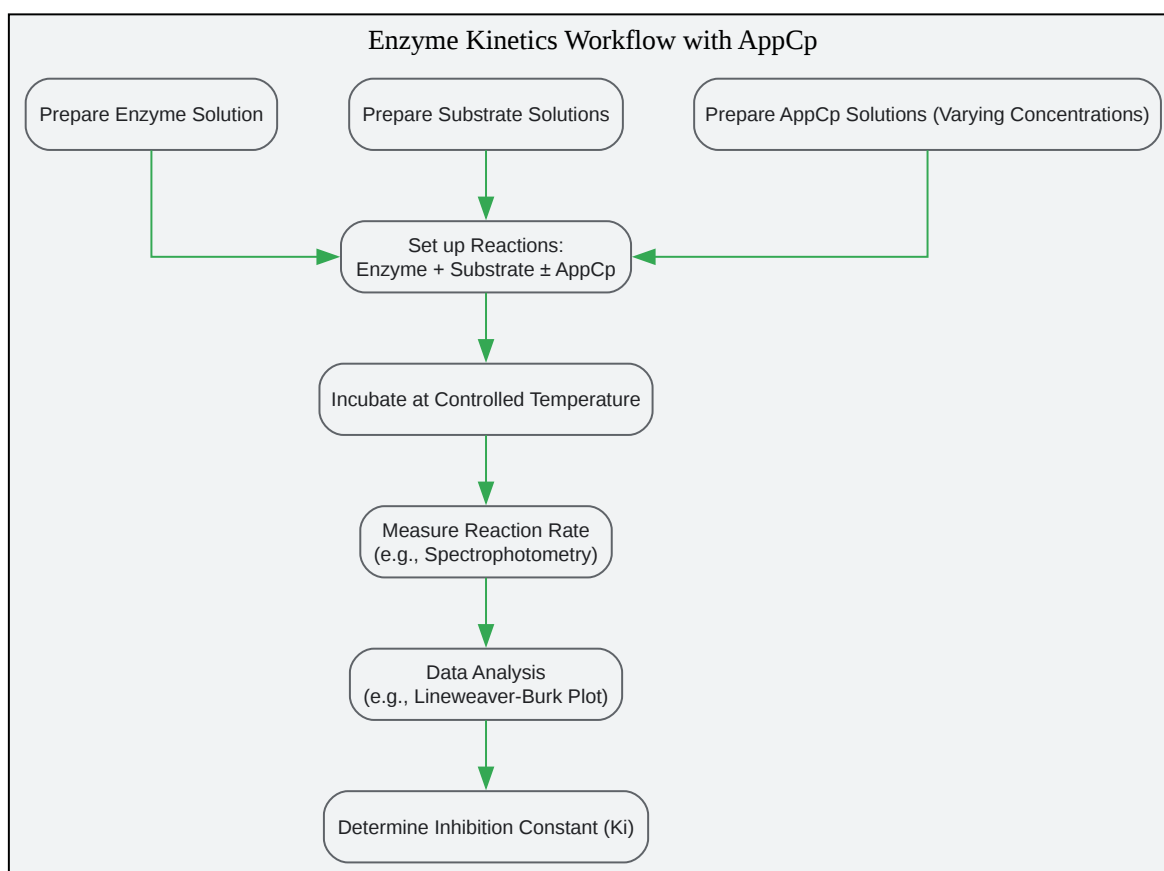 Enzyme Kinetics Workflow with AppCp
Prepare Enzyme Solution
Prepare Substrate Solutions
Prepare AppCp Solutions (Varying Concentrations)
Set up Reactions:
Enzyme + Substrate ± AppCp
Incubate at Controlled Temperature
Measure Reaction Rate
(e.g., Spectrophotometry)
Data Analysis
(e.g., Lineweaver-Burk Plot)
Determine Inhibition Constant (Ki)